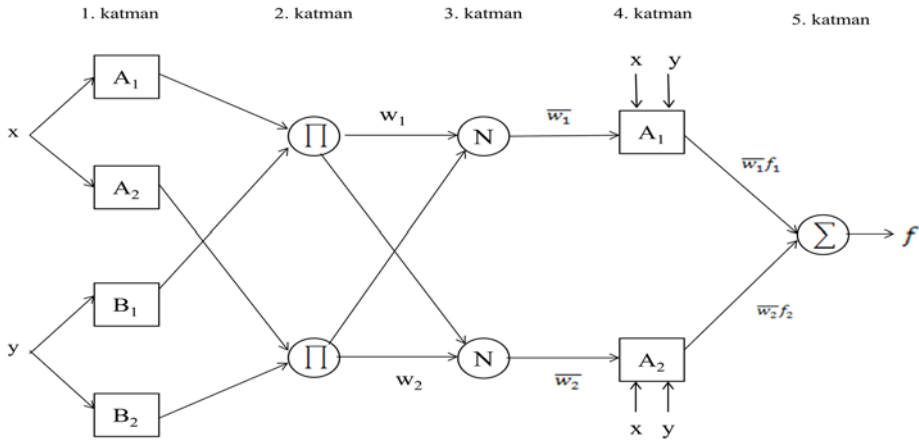 1. katman 2. katman 3. katman 4. katman 5. katman
x y
A₁ w₁ w̅₁ A₁
x ∏ N
w̅₁f₁
A₂
∑ f
B₁
w̅₂f₂
y ∏ N A₂
w₂ w̅₂
B₂
x y